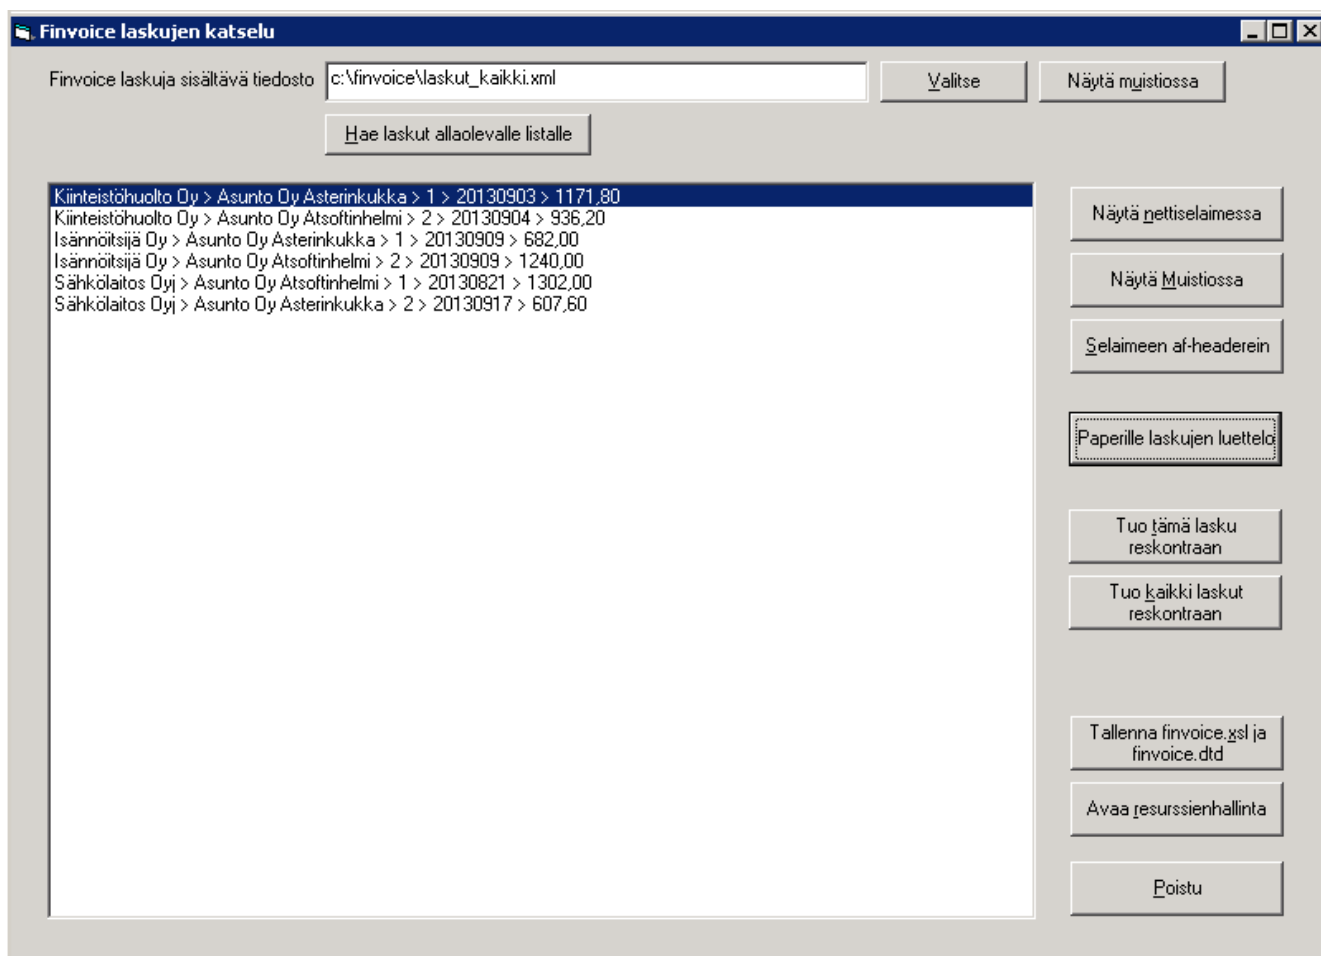 Finvoice laskujen katselu
Finvoice laskuja sisältävä tiedosto c:\finvoice\laskut_kaikki.xml Valitse Näytä muistiossa
Hae laskut allaolevalle listalle
Kiinteistöhuolto Oy > Asunto Oy Asterinkukka > 1 > 20130903 > 1171,80
Kiinteistöhuolto Oy > Asunto Oy Atsoftinhelmi > 2 > 20130904 > 936,20
Isännöitsijä Oy > Asunto Oy Asterinkukka > 1 > 20130909 > 682,00
Isännöitsijä Oy > Asunto Oy Atsoftinhelmi > 2 > 20130909 > 1240,00
Sähkölaitos Oyj > Asunto Oy Atsoftinhelmi > 1 > 20130821 > 1302,00
Sähkölaitos Oyj > Asunto Oy Asterinkukka > 2 > 20130917 > 607,60
Näytä nettiselaimessa
Näytä Muistiossa
Selaimeen af-headerein
Paperille laskujen luettelo
Tuo tämä lasku
reskontraan
Tuo kaikki laskut
reskontraan
Tallenna finvoice.xsl ja
finvoice.dtd
Avaa resurssienhallinta
Poistu